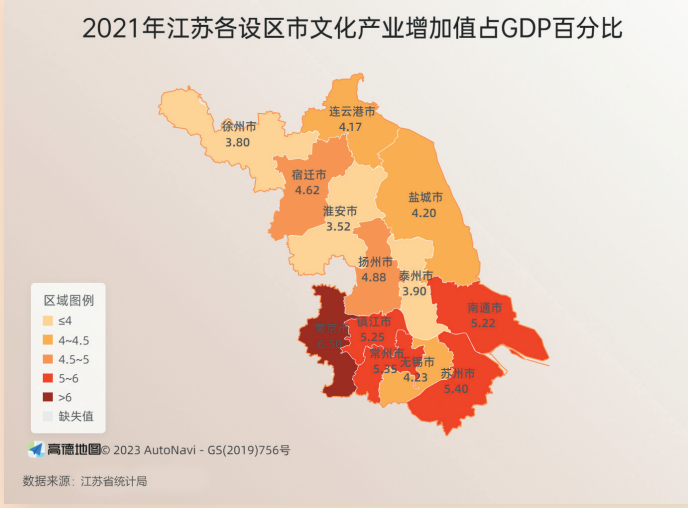 2021年江苏各设区市文化产业增加值占GDP百分比
连云港市
4.17
徐州市
3.80
宿迁市
4.62
盐城市
4.20
淮安市
3.52
扬州市
4.88
泰州市
3.90
南通市
5.22
镇江市
5.25
常州市
5.35
无锡市
4.23
苏州市
5.40
区域图例
≤4
4~4.5
4.5~5
5~6
>6
缺失值
高德地图© 2023 AutoNavi - GS(2019)756号
数据来源：江苏省统计局